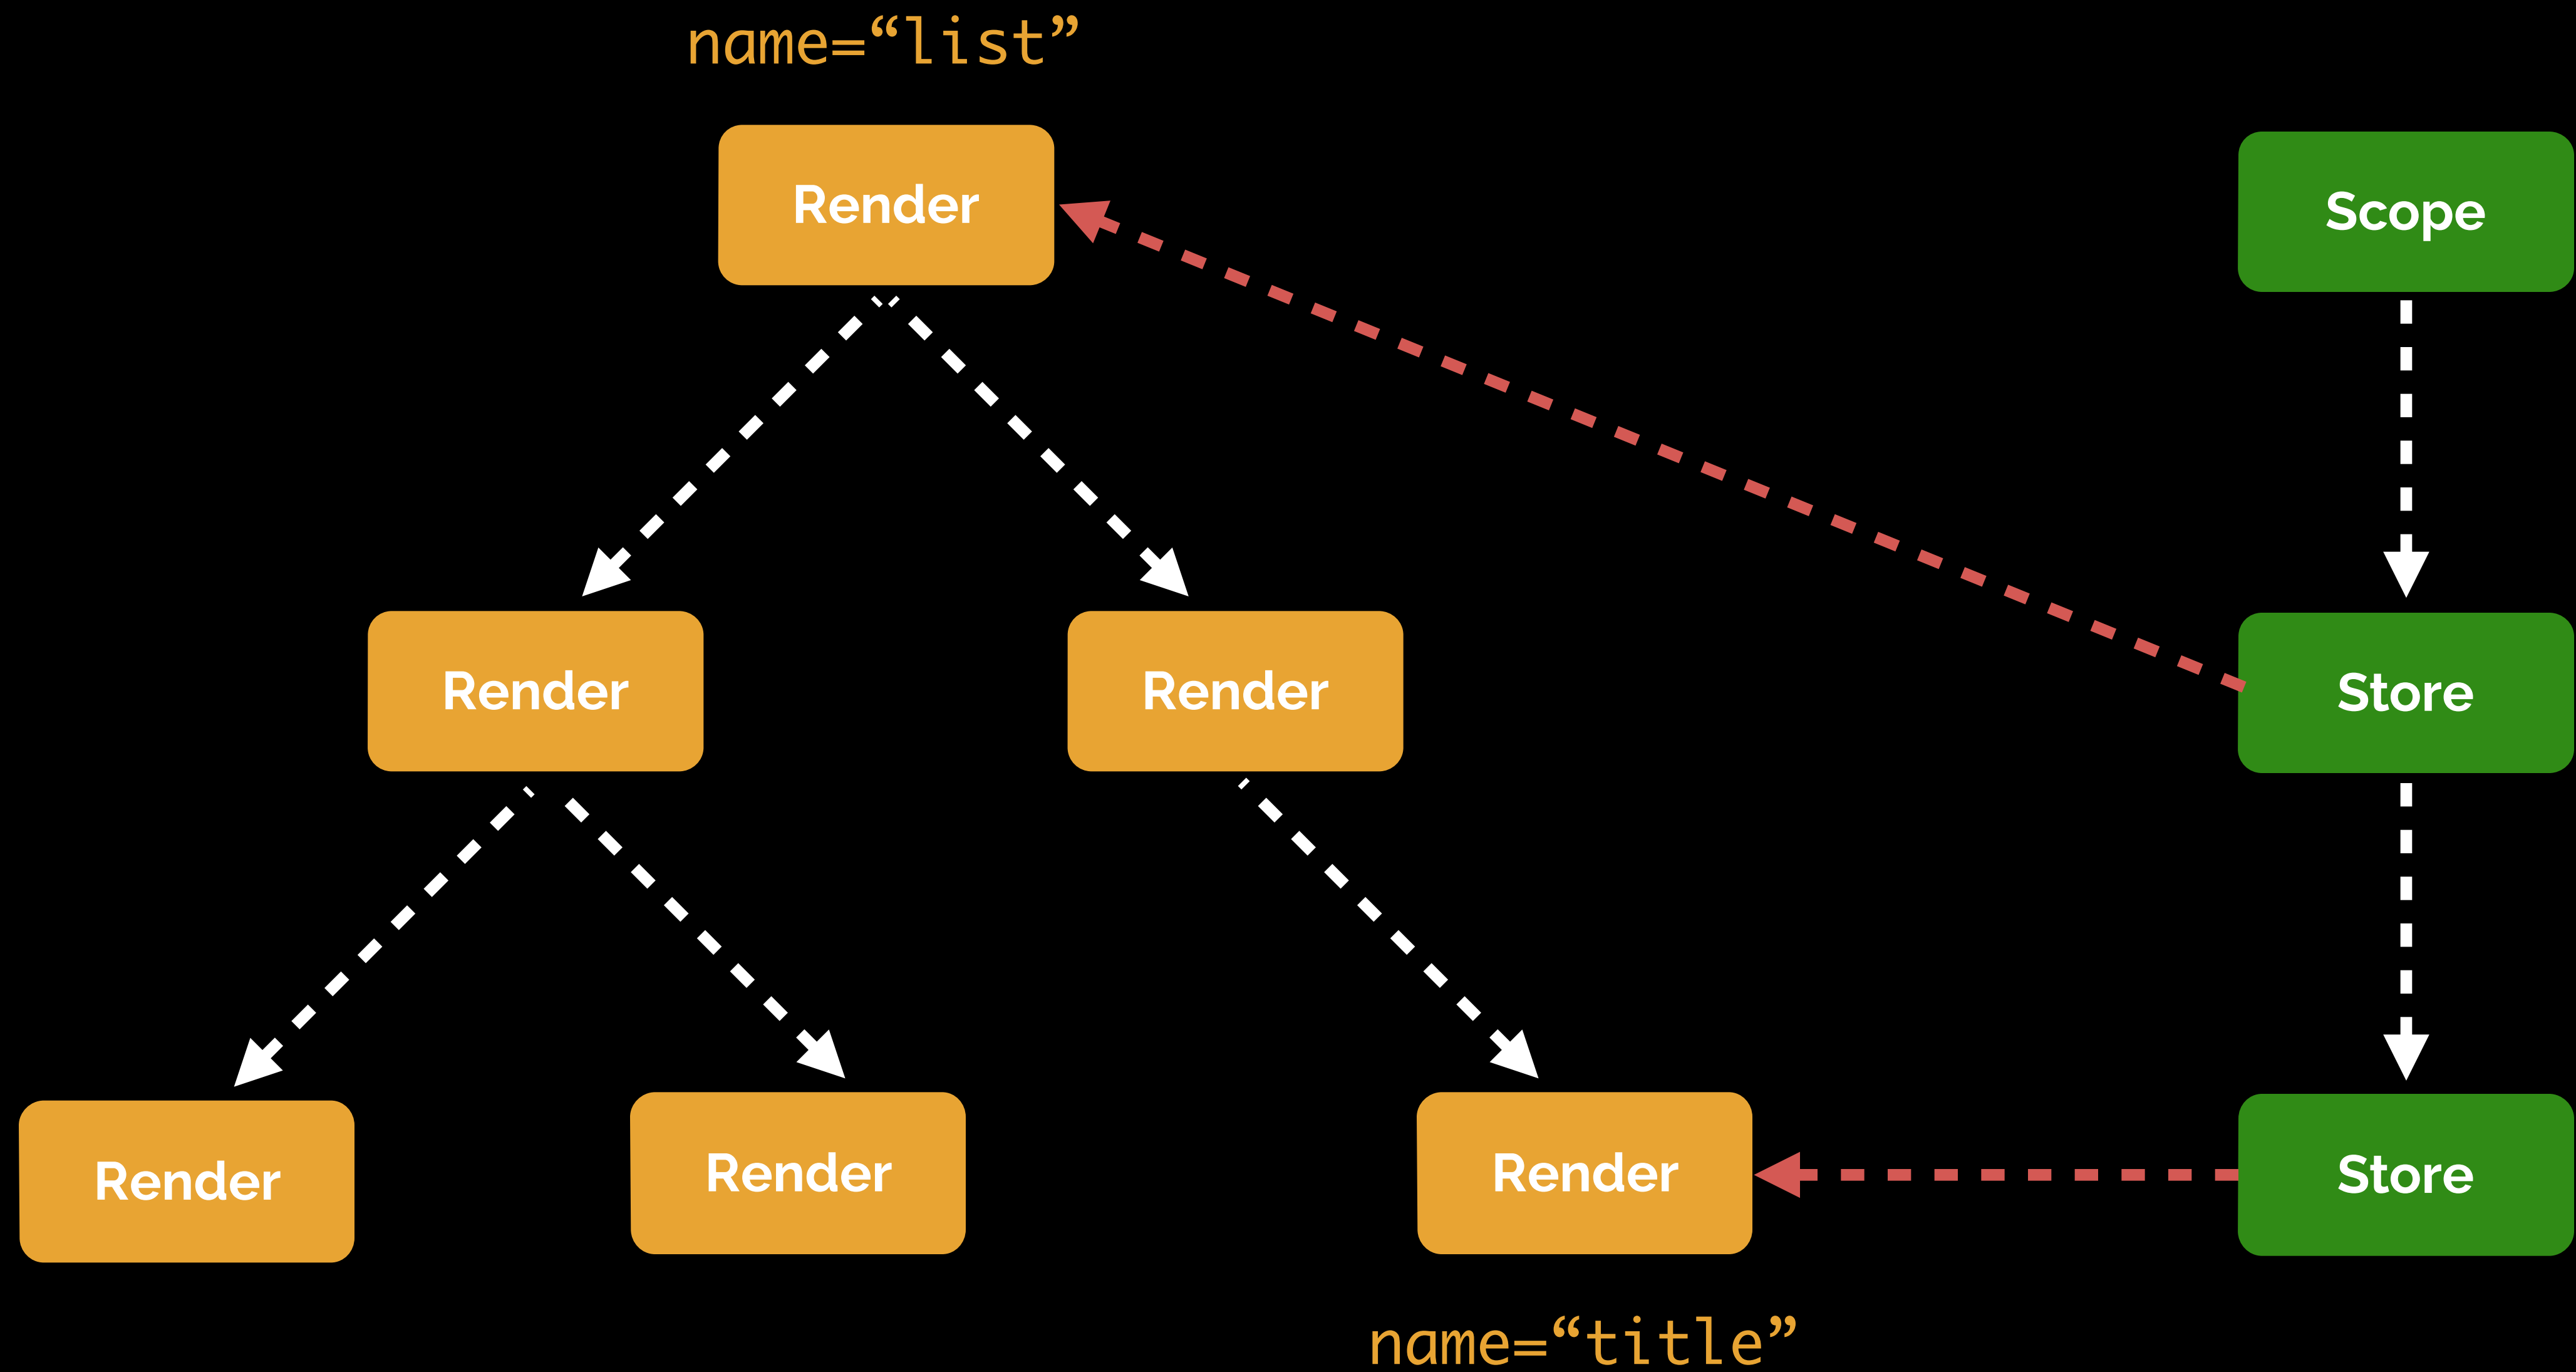 name=“list”
Render
Scope
Render
Render
Store
Render
Render
Render
Store
name=“title”